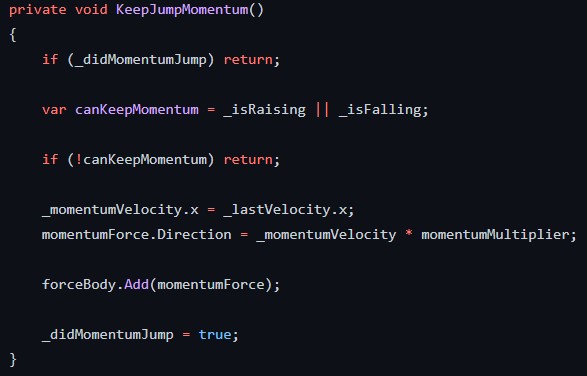 private void KeepJumpMomentum()
{
    if (_didMomentumJump) return;
    var canKeepMomentum = _isRaising || _isFalling;
    if (!canKeepMomentum) return;
    _momentumVelocity.x = _lastVelocity.x;
    momentumForce.Direction = _momentumVelocity * momentumMultiplier;
    forceBody.Add(momentumForce);
    _didMomentumJump = true;
}